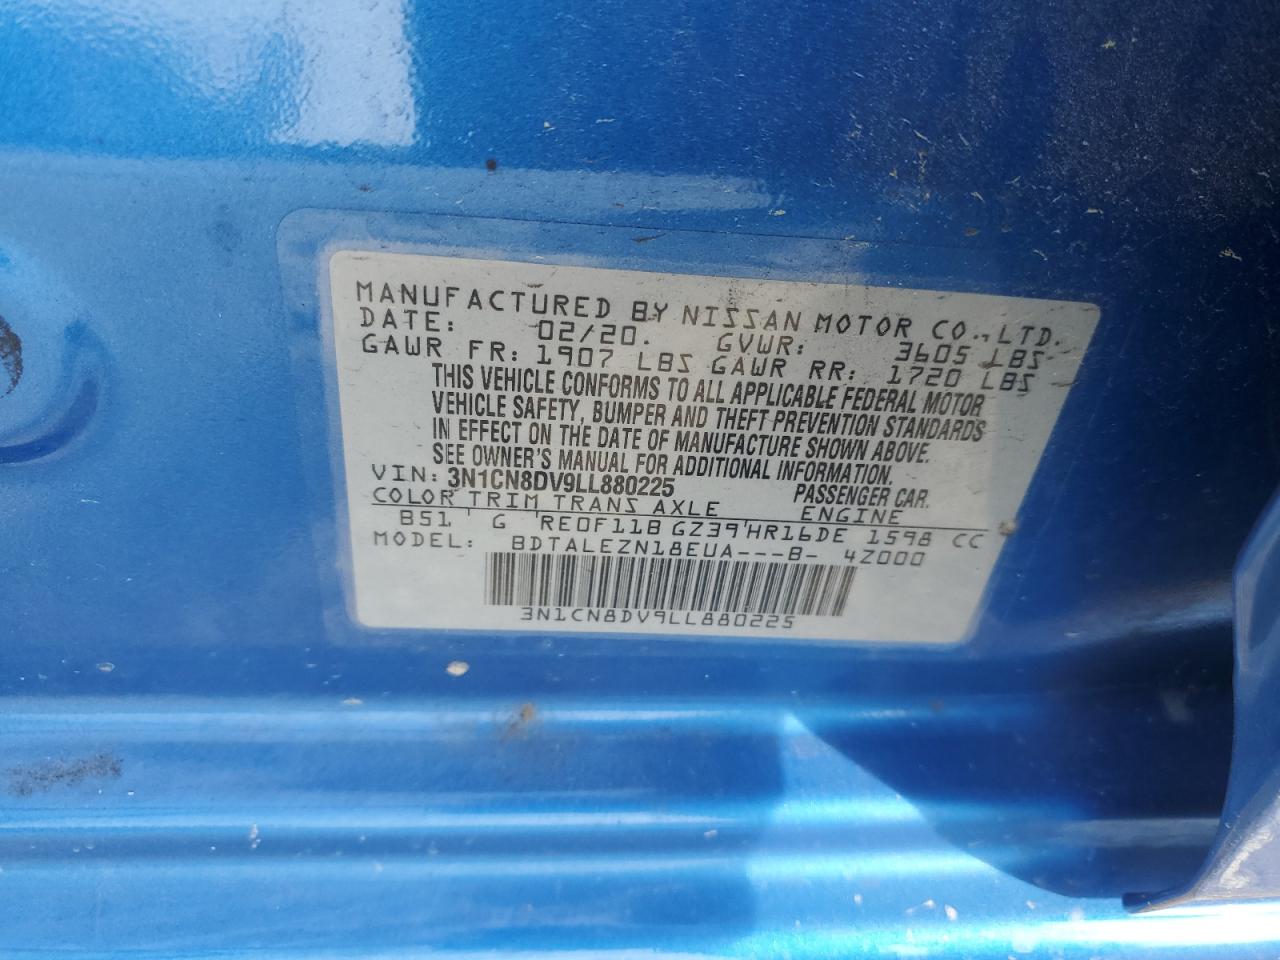 MANUFACTURED BY NISSAN MOTOR CO.,LTD.
DATE: 02/20. GVWR: 3605 LBS
GAWR FR: 1907 LBS GAWR RR: 1720 LBS
THIS VEHICLE CONFORMS TO ALL APPLICABLE FEDERAL MOTOR
VEHICLE SAFETY, BUMPER AND THEFT PREVENTION STANDARDS
IN EFFECT ON THE DATE OF MANUFACTURE SHOWN ABOVE.
SEE OWNER'S MANUAL FOR ADDITIONAL INFORMATION.
VIN: 3N1CN8DV9LL880225 PASSENGER CAR.
COLOR TRIM TRANS AXLE ENGINE
B51 G RE0F11B GZ39 HR16DE 1598 CC
MODEL: BDTALEZN18EUA---B- 4Z000
3N1CN8DV9LL880225